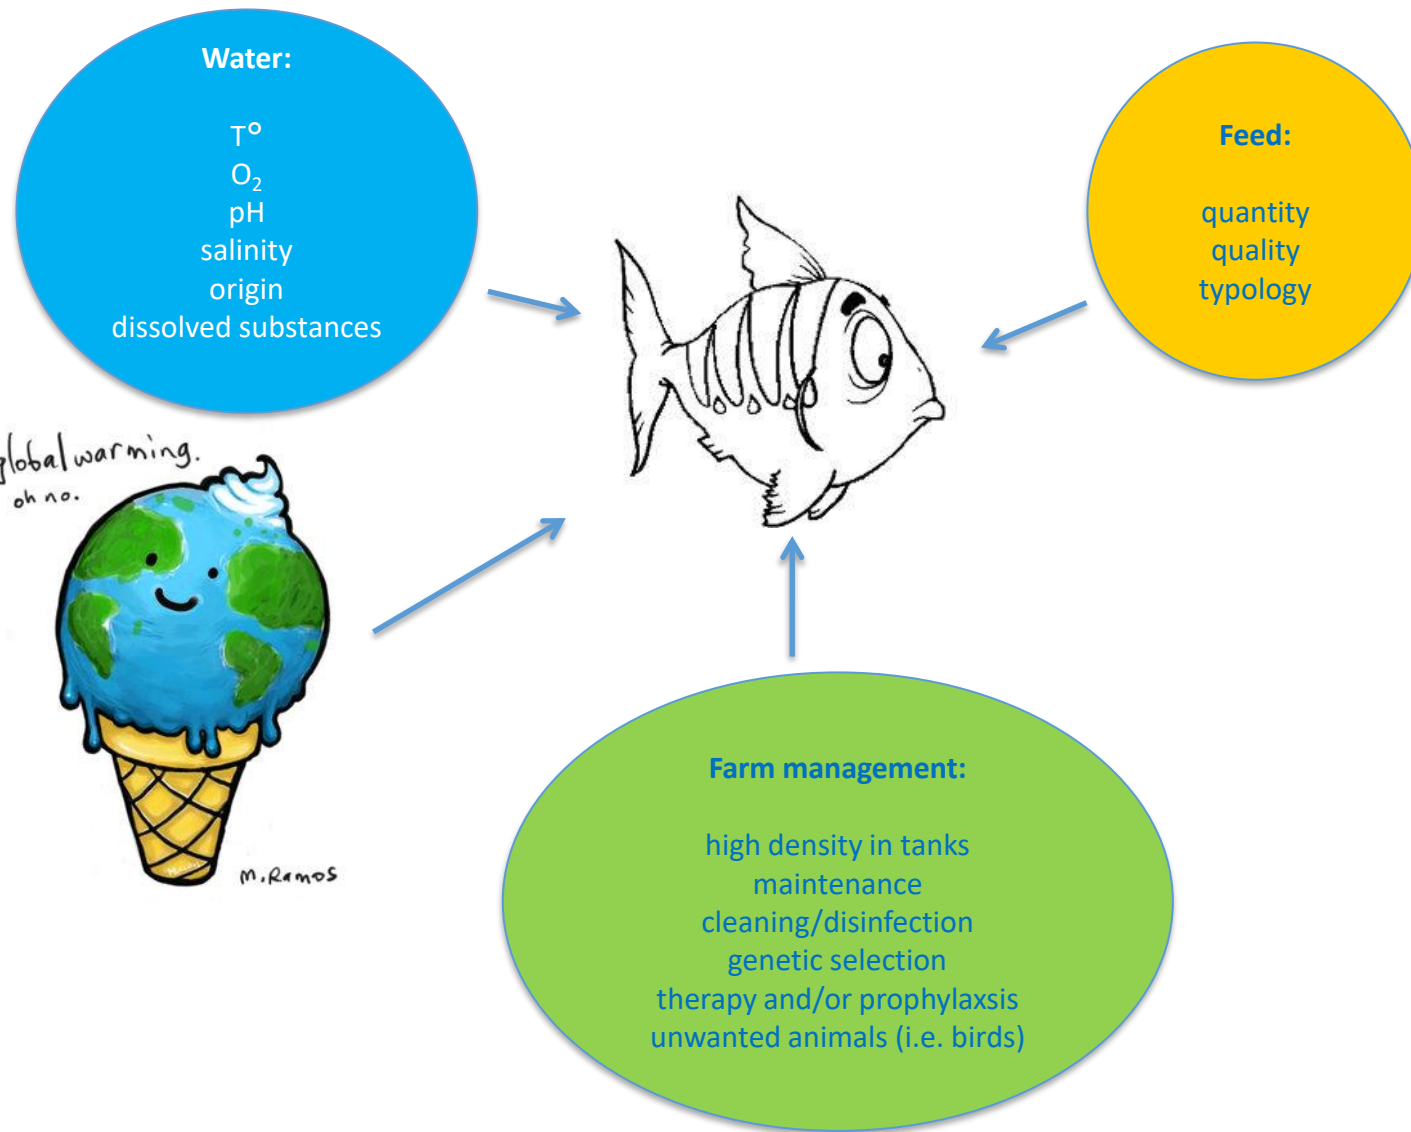 Water:
T°
O₂
pH
salinity
origin
dissolved substances
Feed:
quantity
quality
typology
global warming.
oh no.
M. Ramos
Farm management:
high density in tanks
maintenance
cleaning/disinfection
genetic selection
therapy and/or prophylaxsis
unwanted animals (i.e. birds)